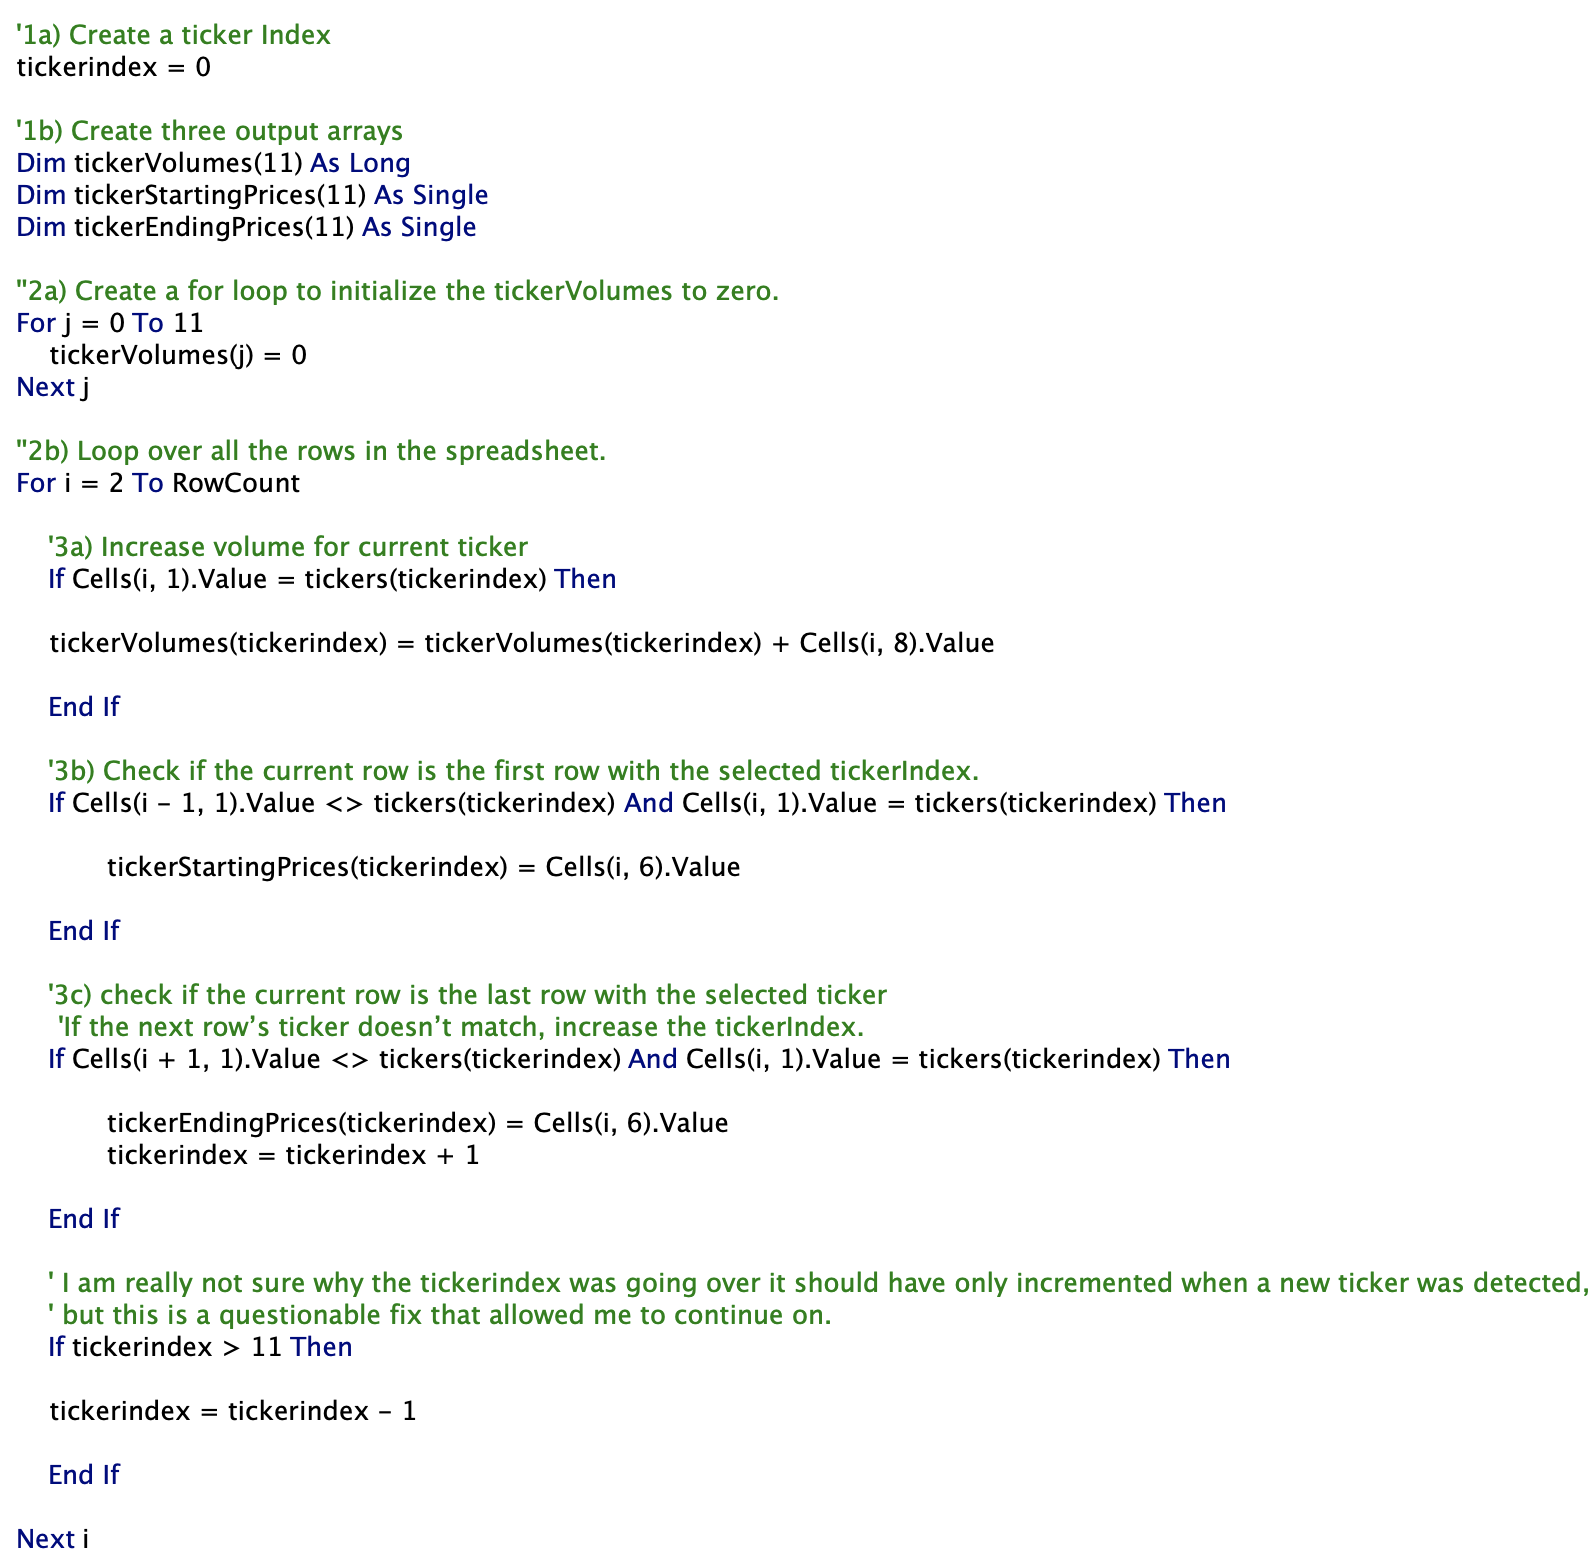 '1a) Create a ticker Index
tickerindex = 0
'1b) Create three output arrays
Dim tickerVolumes(11) As Long
Dim tickerStartingPrices(11) As Single
Dim tickerEndingPrices(11) As Single
''2a) Create a for loop to initialize the tickerVolumes to zero.
For j = 0 To 11
tickerVolumes(j) = 0
Next j
''2b) Loop over all the rows in the spreadsheet.
For i = 2 To RowCount
'3a) Increase volume for current ticker
If Cells(i, 1).Value = tickers(tickerindex) Then
tickerVolumes(tickerindex) = tickerVolumes(tickerindex) + Cells(i, 8).Value
End If
'3b) Check if the current row is the first row with the selected tickerIndex.
If Cells(i - 1, 1).Value <> tickers(tickerindex) And Cells(i, 1).Value = tickers(tickerindex) Then
tickerStartingPrices(tickerindex) = Cells(i, 6).Value
End If
'3c) check if the current row is the last row with the selected ticker
'If the next row’s ticker doesn’t match, increase the tickerIndex.
If Cells(i + 1, 1).Value <> tickers(tickerindex) And Cells(i, 1).Value = tickers(tickerindex) Then
tickerEndingPrices(tickerindex) = Cells(i, 6).Value
tickerindex = tickerindex + 1
End If
' I am really not sure why the tickerindex was going over it should have only incremented when a new ticker was detected,
' but this is a questionable fix that allowed me to continue on.
If tickerindex > 11 Then
tickerindex = tickerindex - 1
End If
Next i